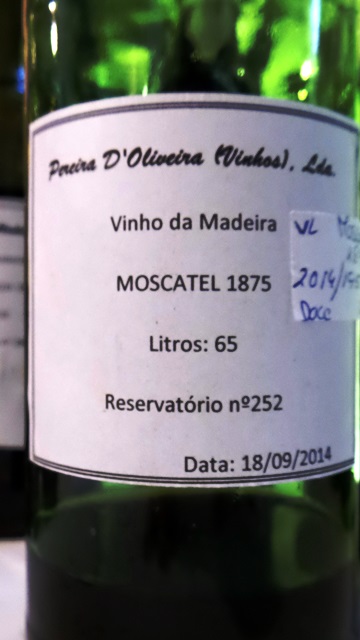 Pereira D'Oliveira (Vinhos), Lda.
Vinho da Madeira
MOSCATEL 1875
Litros: 65
Reservatório nº252
Data: 18/09/2014
VL
2014/
Doce